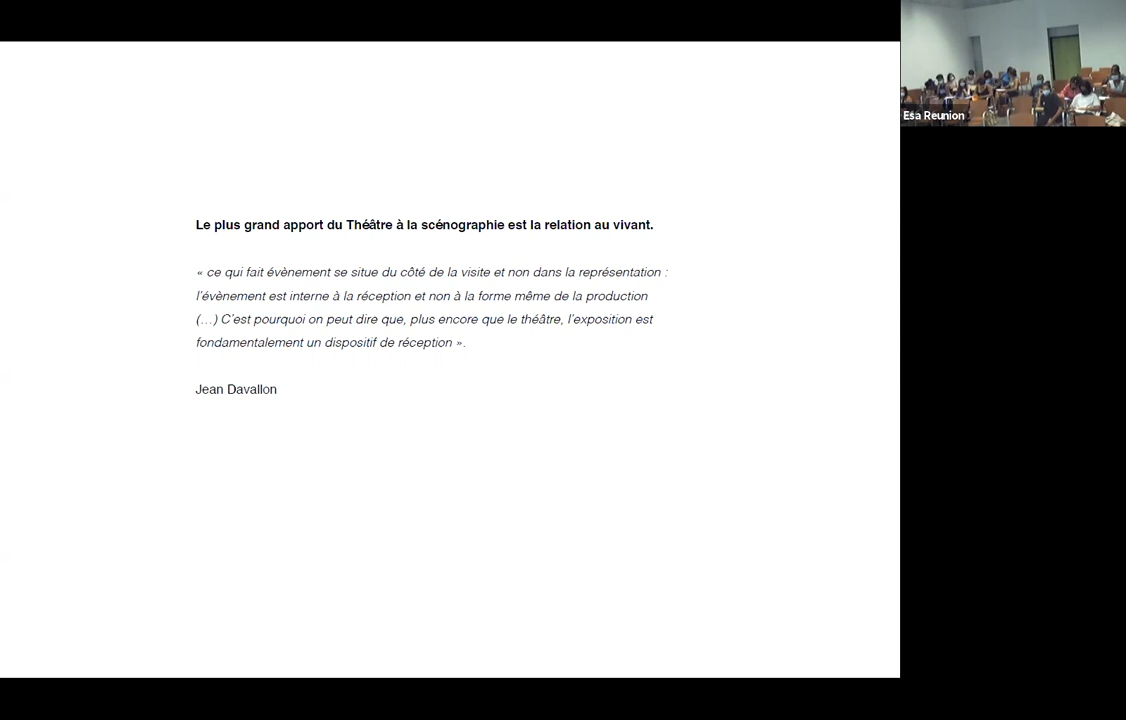 Le plus grand apport du Théâtre à la scénographie est la relation au vivant.
« ce qui fait évènement se situe du côté de la visite et non dans la représentation :
l'évènement est interne à la réception et non à la forme même de la production
(…) C'est pourquoi on peut dire que, plus encore que le théâtre, l'exposition est
fondamentalement un dispositif de réception ».
Jean Davallon
Esa Reunion